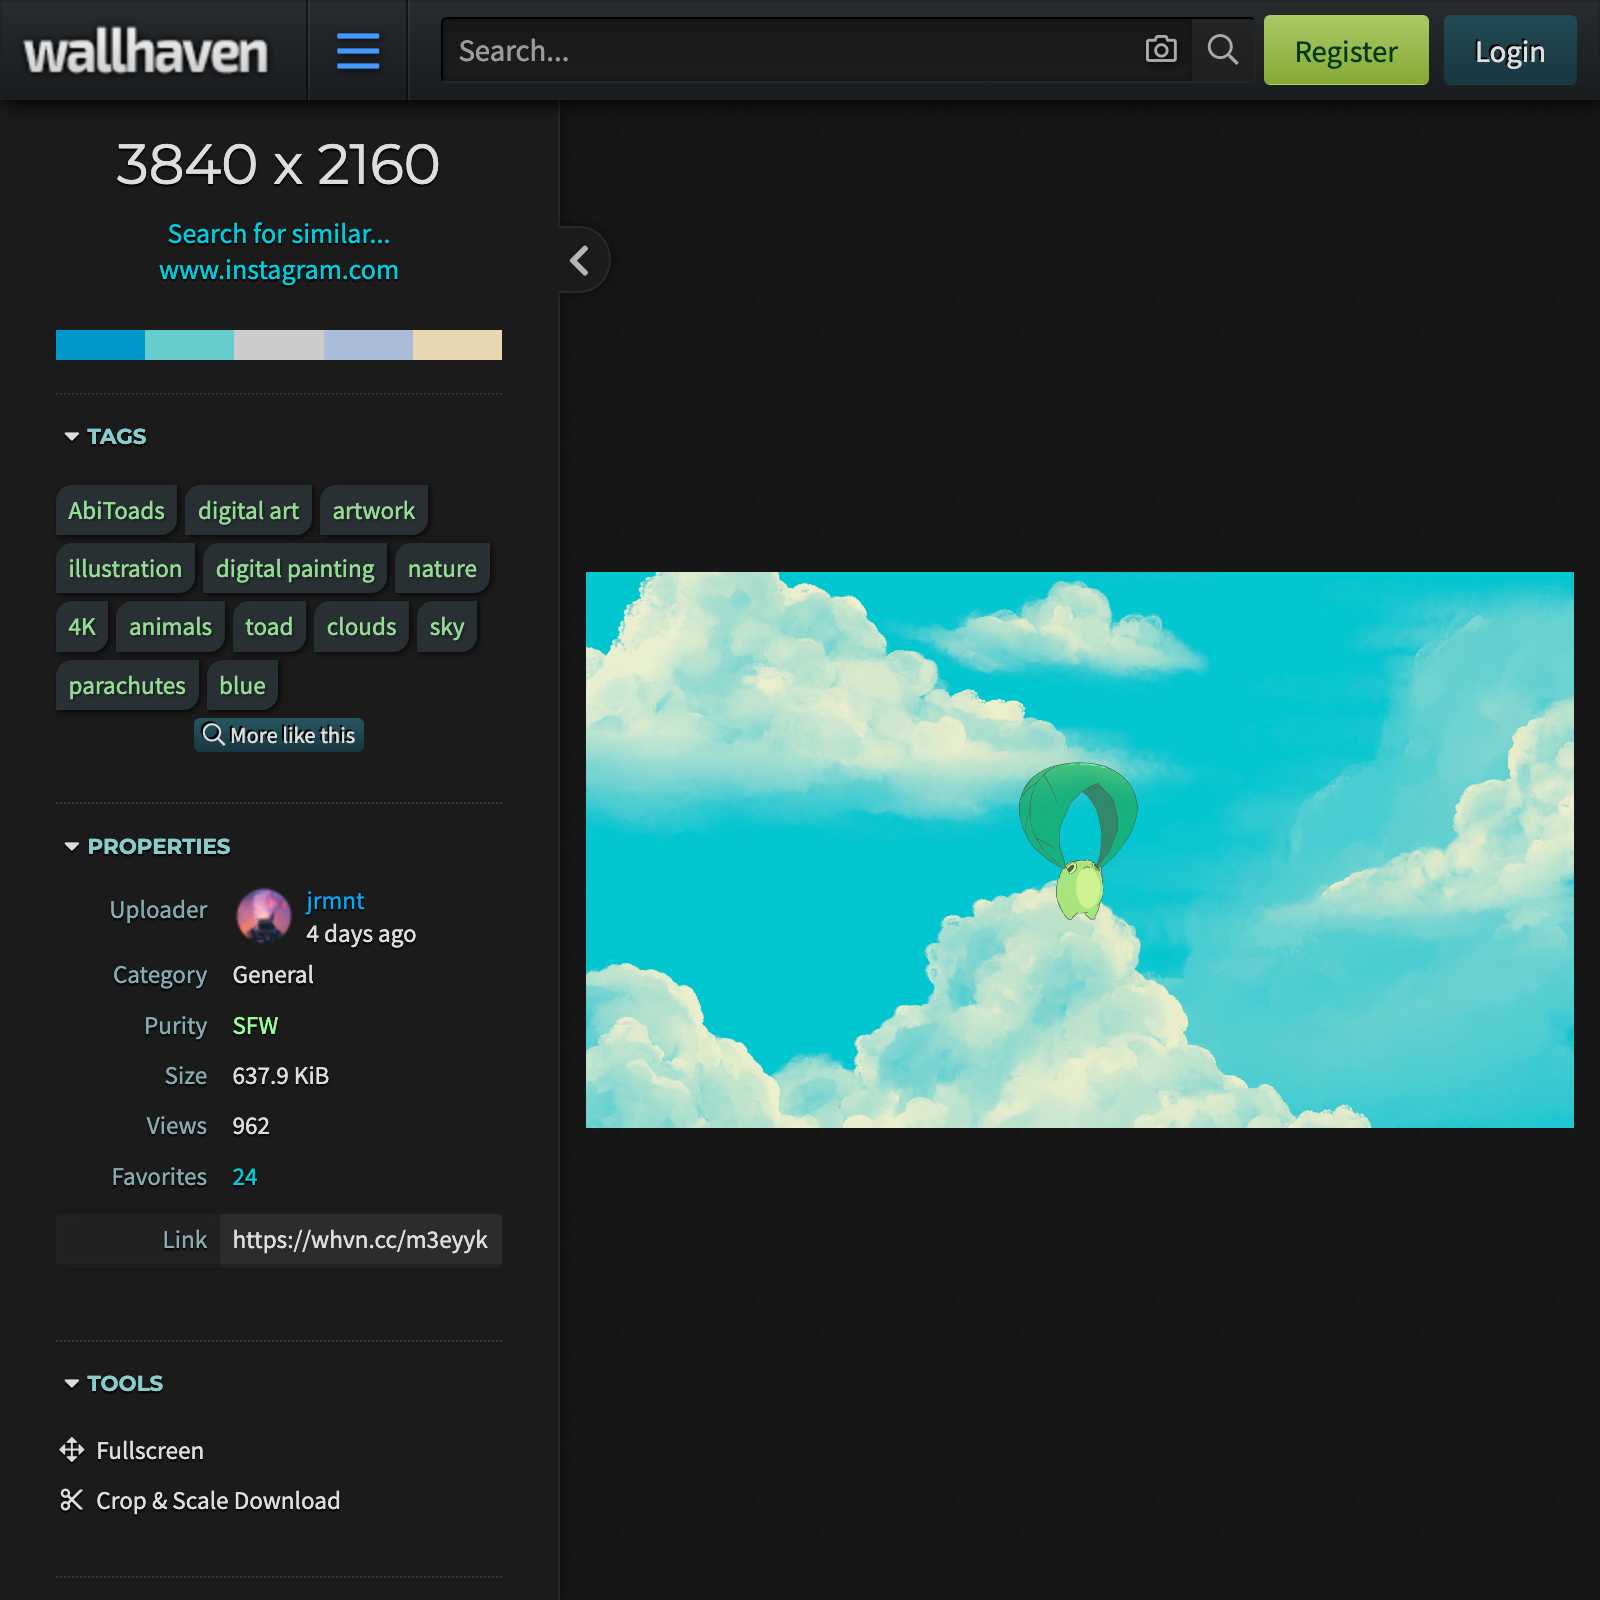 wallhaven
Search...
Register
Login
3840 x 2160
Search for similar...
www.instagram.com
TAGS
AbiToads digital art artwork
illustration digital painting nature
4K animals toad clouds sky
parachutes blue
More like this
PROPERTIES
Uploader jrmnt
4 days ago
Category General
Purity SFW
Size 637.9 KiB
Views 962
Favorites 24
Link https://whvn.cc/m3eyyk
TOOLS
Fullscreen
Crop & Scale Download